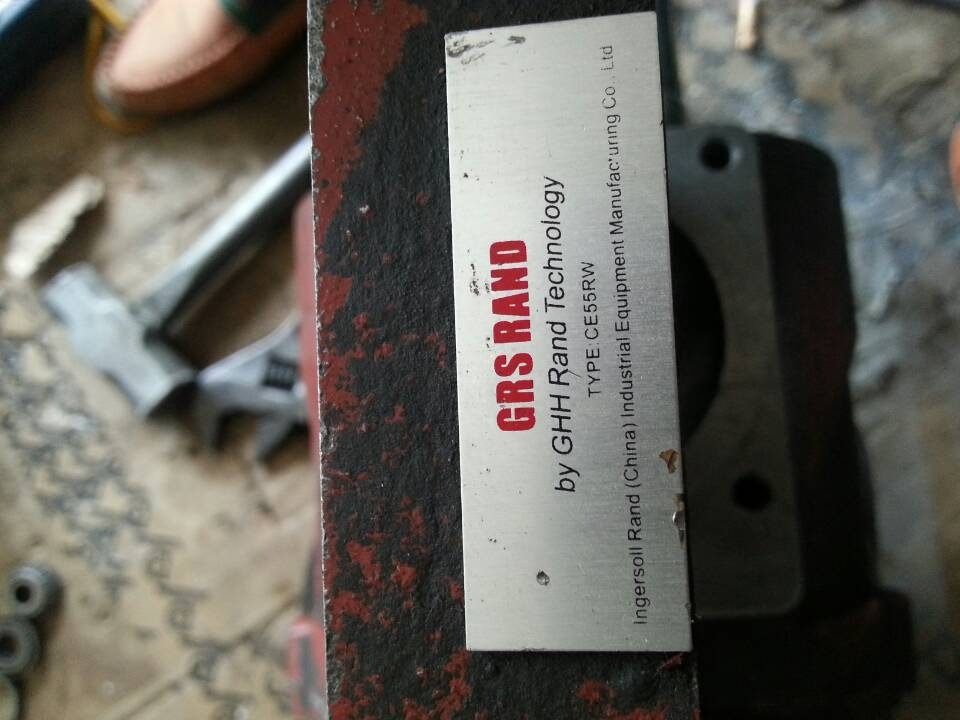 GRS RAND
by GHH Rand Technology
TYPE: CE55RW
Ingersoll Rand (China) Industrial Equipment Manufacturing Co., Ltd